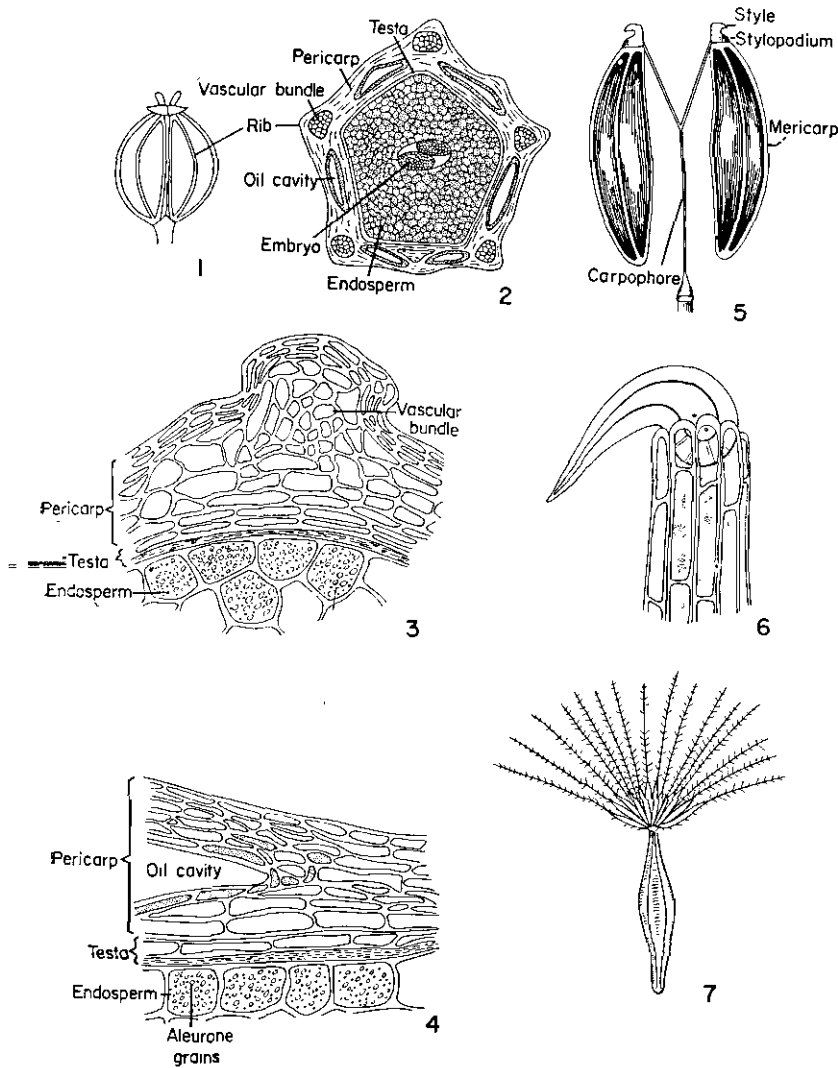 Testa
Pericarp
Vascular bundle
Rib
Oil cavity
Embryo
Endosperm
1
2
Style
Stylopodium
Mericarp
Carpophore
5
Vascular
bundle
Pericarp
Testa
Endosperm
3
6
Pericarp
Oil cavity
Testa
Endosperm
Aleurone
grains
4
7